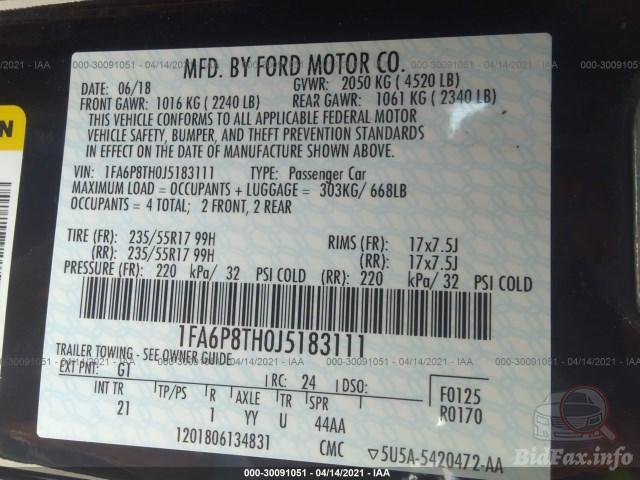 000-30091051 - 04/14/2021 - IAA
MFD. BY FORD MOTOR CO.
DATE: 06/18
GVWR: 2050 KG ( 4520 LB)
FRONT GAWR: 1016 KG ( 2240 LB)
REAR GAWR: 1061 KG ( 2340 LB)
THIS VEHICLE CONFORMS TO ALL APPLICABLE FEDERAL MOTOR
VEHICLE SAFETY, BUMPER, AND THEFT PREVENTION STANDARDS
IN EFFECT ON THE DATE OF MANUFACTURE SHOWN ABOVE.
VIN: 1FA6P8TH0J5183111 TYPE: Passenger Car
MAXIMUM LOAD = OCCUPANTS + LUGGAGE = 303KG/ 668LB
OCCUPANTS = 4 TOTAL; 2 FRONT, 2 REAR
TIRE (FR): 235/55R17 99H RIMS (FR): 17x7.5J
(RR): 235/55R17 99H (RR): 17x7.5J
PRESSURE (FR): 220 kPa/ 32 PSI COLD (RR): 220 kPa/ 32 PSI COLD
1FA6P8TH0J5183111
TRAILER TOWING - SEE OWNER GUIDE
EXT PNT: G1 RC: 24 DSO: F0125
INT TR TP/PS R AXLE TR SPR R0170
21 1 YY U 44AA
1201806134831 CMC 5U5A-5420472-AA
BidFax.info
000-30091051 - 04/14/2021 - IAA